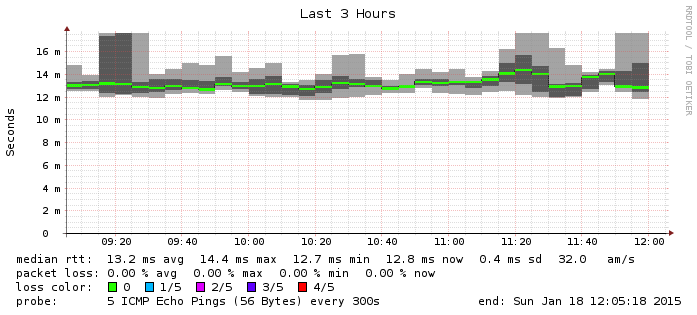 Last 3 Hours
RRDTOOL / TOBI OETIKER
Seconds
16 m
14 m
12 m
10 m
8 m
6 m
4 m
2 m
0
09:20 09:40 10:00 10:20 10:40 11:00 11:20 11:40 12:00
median rtt: 13.2 ms avg 14.4 ms max 12.7 ms min 12.8 ms now 0.4 ms sd 32.0 am/s
packet loss: 0.00 % avg 0.00 % max 0.00 % min 0.00 % now
loss color: 0 1/5 2/5 3/5 4/5
probe: 5 ICMP Echo Pings (56 Bytes) every 300s end: Sun Jan 18 12:05:18 2015